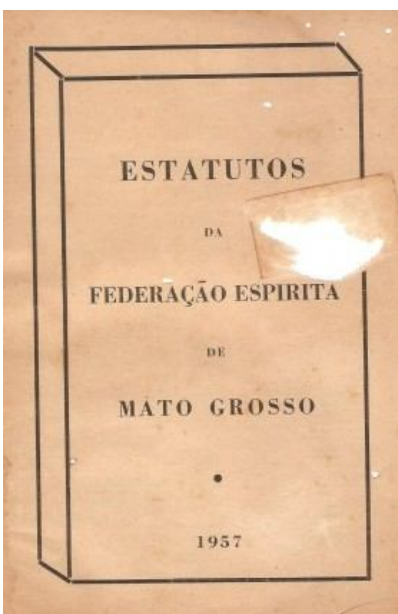 ESTATUTOS
DA
FEDERAÇÃO ESPIRITA
DE
MATO GROSSO
1957